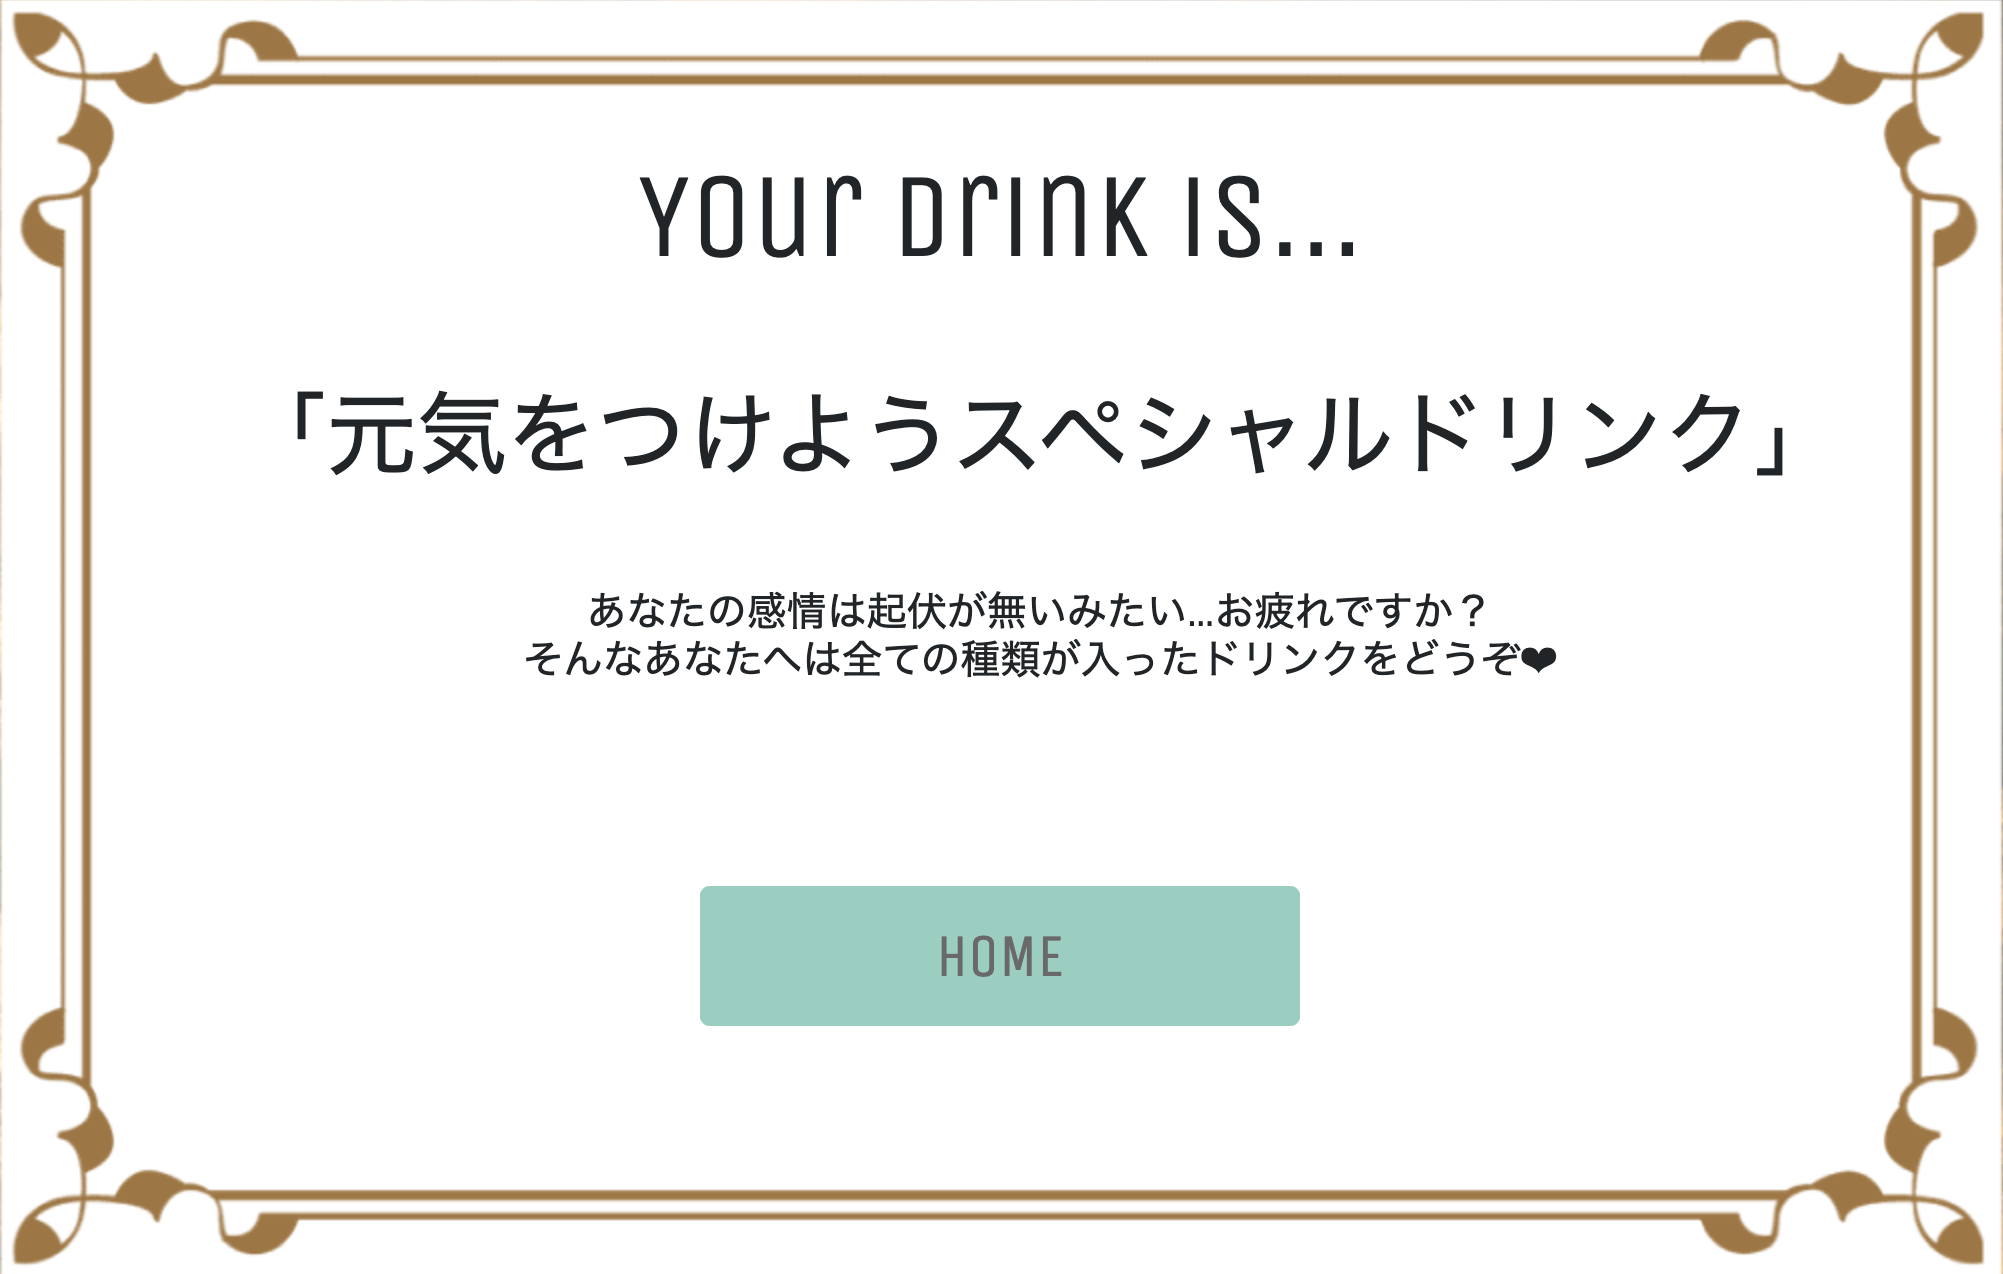 Your Drink is...
「元気をつけようスペシャルドリンク」
あなたの感情は起伏が無いみたい...お疲れですか？
そんなあなたへは全ての種類が入ったドリンクをどうぞ❤
HOME